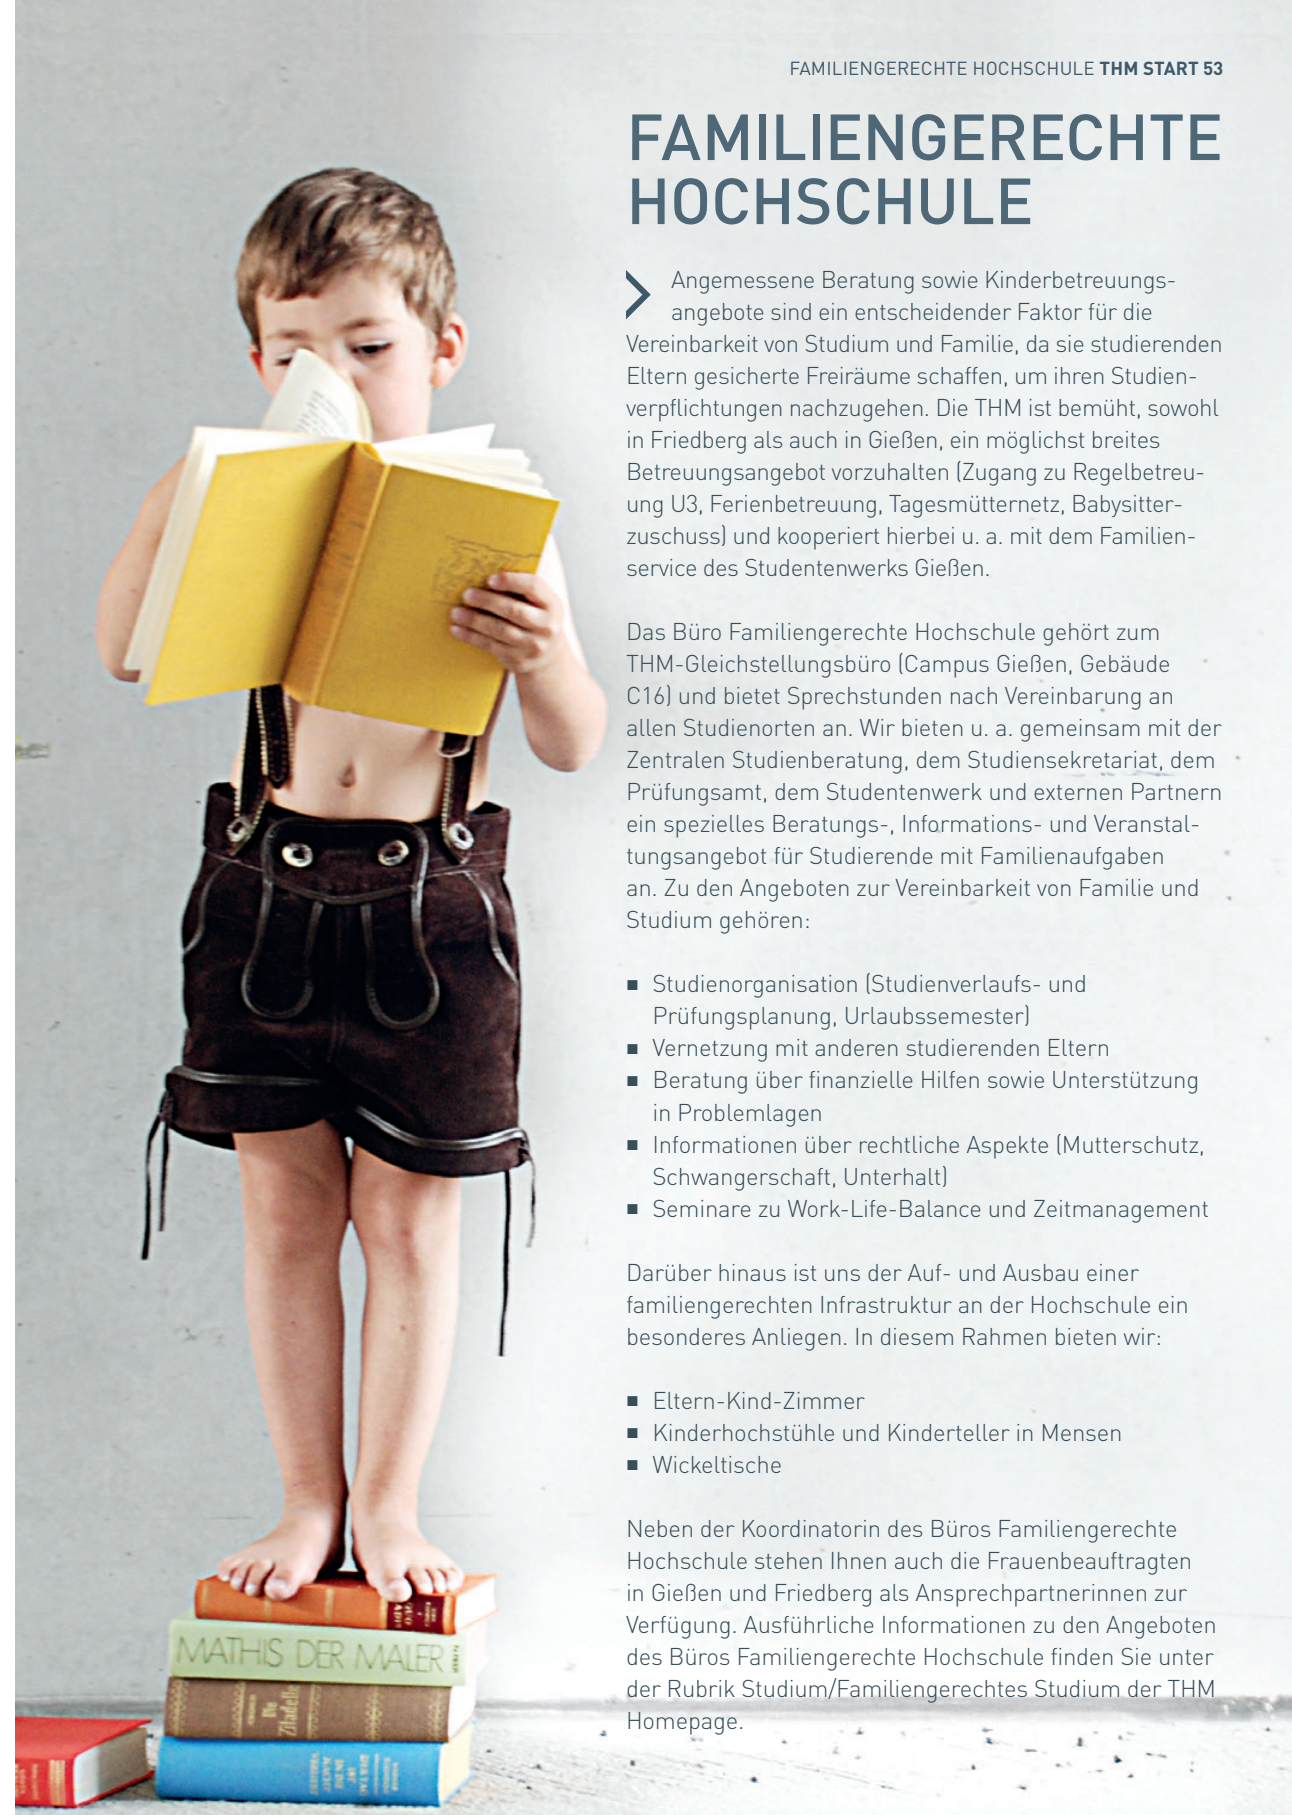 FAMILIENGERECHTE HOCHSCHULE THM START 53
FAMILIENGERECHTE
HOCHSCHULE
Angemessene Beratung sowie Kinderbetreuungs-
angebote sind ein entscheidender Faktor für die
Vereinbarkeit von Studium und Familie, da sie studierenden
Eltern gesicherte Freiräume schaffen, um ihren Studien-
verpflichtungen nachzugehen. Die THM ist bemüht, sowohl
in Friedberg als auch in Gießen, ein möglichst breites
Betreuungsangebot vorzuhalten (Zugang zu Regelbetreu-
ung U3, Ferienbetreuung, Tagesmütternetz, Babysitter-
zuschuss) und kooperiert hierbei u. a. mit dem Familien-
service des Studentenwerks Gießen.
Das Büro Familiengerechte Hochschule gehört zum
THM-Gleichstellungsbüro (Campus Gießen, Gebäude
C16) und bietet Sprechstunden nach Vereinbarung an
allen Studienorten an. Wir bieten u. a. gemeinsam mit der
Zentralen Studienberatung, dem Studiensekretariat, dem
Prüfungsamt, dem Studentenwerk und externen Partnern
ein spezielles Beratungs-, Informations- und Veranstal-
tungsangebot für Studierende mit Familienaufgaben
an. Zu den Angeboten zur Vereinbarkeit von Familie und
Studium gehören:
■ Studienorganisation (Studienverlaufs- und
Prüfungsplanung, Urlaubssemester)
■ Vernetzung mit anderen studierenden Eltern
■ Beratung über finanzielle Hilfen sowie Unterstützung
in Problemlagen
■ Informationen über rechtliche Aspekte (Mutterschutz,
Schwangerschaft, Unterhalt)
■ Seminare zu Work-Life-Balance und Zeitmanagement
Darüber hinaus ist uns der Auf- und Ausbau einer
familiengerechten Infrastruktur an der Hochschule ein
besonderes Anliegen. In diesem Rahmen bieten wir:
■ Eltern-Kind-Zimmer
■ Kinderhochstühle und Kinderteller in Mensen
■ Wickeltische
Neben der Koordinatorin des Büros Familiengerechte
Hochschule stehen Ihnen auch die Frauenbeauftragten
in Gießen und Friedberg als Ansprechpartnerinnen zur
Verfügung. Ausführliche Informationen zu den Angeboten
des Büros Familiengerechte Hochschule finden Sie unter
der Rubrik Studium/Familiengerechtes Studium der THM
Homepage.
MATHIS DER MALER
Die
Zitadelle